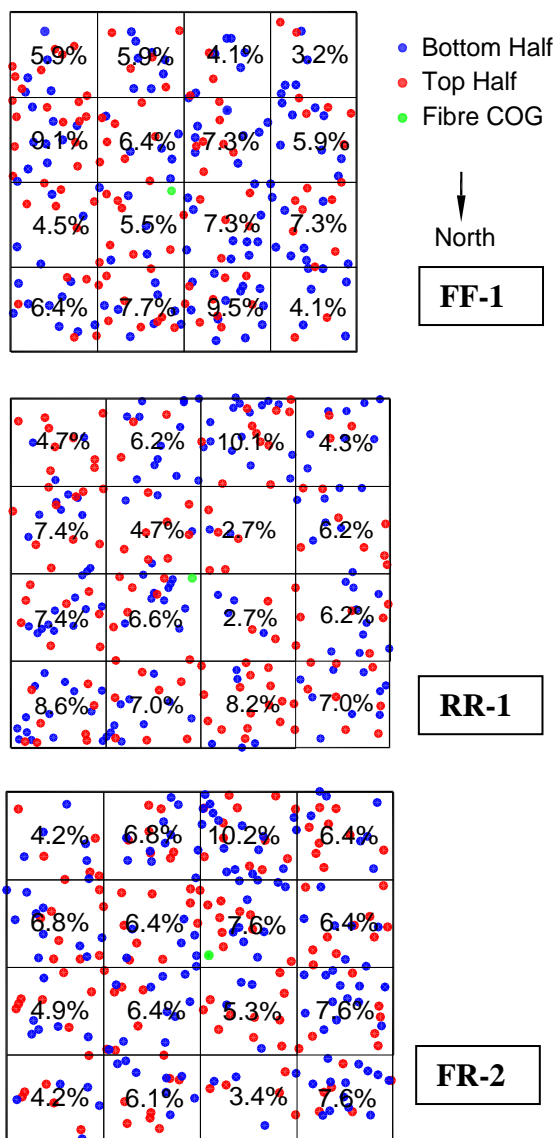 5.9% 5.9% 4.1% 3.2%
Bottom Half
Top Half
Fibre COG
9.1% 6.4% 7.3% 5.9%
4.5% 5.5% 7.3% 7.3%
North
6.4% 7.7% 9.5% 4.1%
FF-1
4.7% 6.2% 10.1% 4.3%
7.4% 4.7% 2.7% 6.2%
7.4% 6.6% 2.7% 6.2%
8.6% 7.0% 8.2% 7.0%
RR-1
4.2% 6.8% 10.2% 6.4%
6.8% 6.4% 7.6% 6.4%
4.9% 6.4% 5.3% 7.6%
4.2% 6.1% 3.4% 7.6%
FR-2